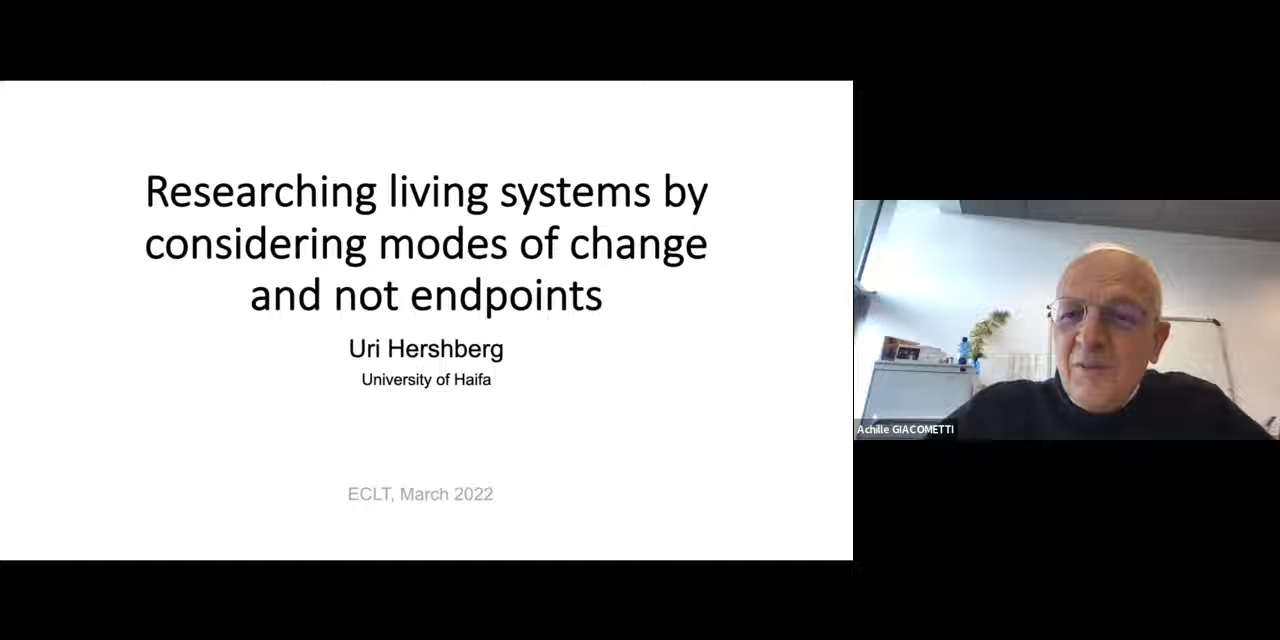 Researching living systems by
considering modes of change
and not endpoints
Uri Hershberg
University of Haifa
ECLT, March 2022
Achille GIACOMETTI